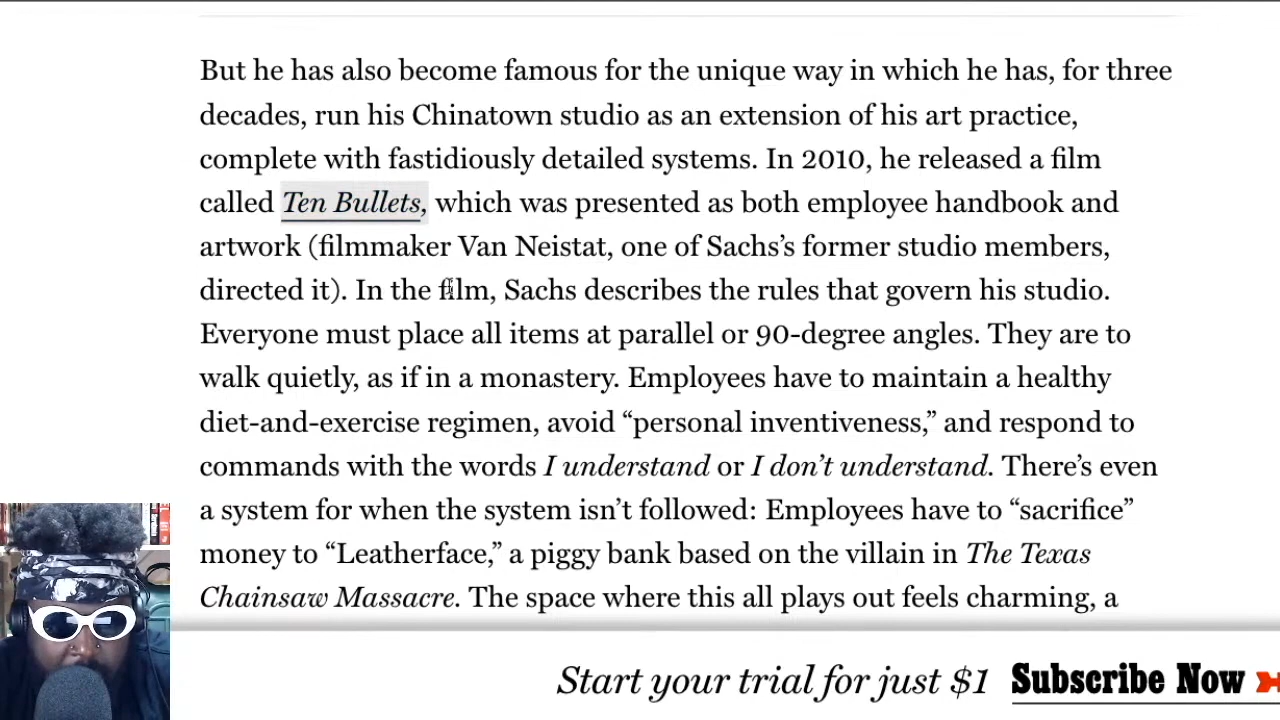 But he has also become famous for the unique way in which he has, for three
decades, run his Chinatown studio as an extension of his art practice,
complete with fastidiously detailed systems. In 2010, he released a film
called Ten Bullets, which was presented as both employee handbook and
artwork (filmmaker Van Neistat, one of Sachs’s former studio members,
directed it). In the film, Sachs describes the rules that govern his studio.
Everyone must place all items at parallel or 90-degree angles. They are to
walk quietly, as if in a monastery. Employees have to maintain a healthy
diet-and-exercise regimen, avoid “personal inventiveness,” and respond to
commands with the words I understand or I don’t understand. There’s even
a system for when the system isn’t followed: Employees have to “sacrifice”
money to “Leatherface,” a piggy bank based on the villain in The Texas
Chainsaw Massacre. The space where this all plays out feels charming, a
Start your trial for just $1 Subscribe Now